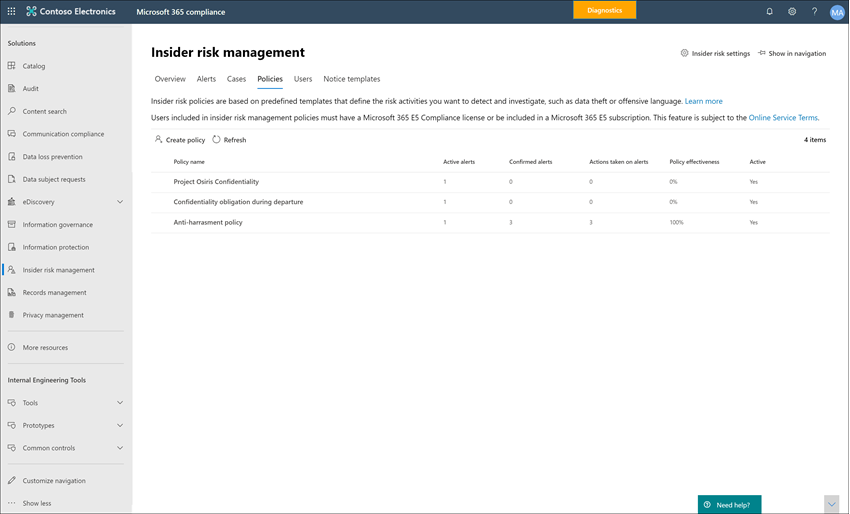 Contoso Electronics
Microsoft 365 compliance
Diagnostics
?
MA
Solutions
Catalog
Audit
Content search
Communication compliance
Data loss prevention
Data subject requests
eDiscovery
Information governance
Information protection
Insider risk management
Records management
Privacy management
More resources
Internal Engineering Tools
Tools
Prototypes
Common controls
Customize navigation
Show less
Insider risk management
Insider risk settings
Show in navigation
Overview Alerts Cases Policies Users Notice templates
Insider risk policies are based on predefined templates that define the risk activities you want to detect and investigate, such as data theft or offensive language. Learn more
Users included in insider risk management policies must have a Microsoft 365 E5 Compliance license or be included in a Microsoft 365 E5 subscription. This feature is subject to the Online Service Terms.
Create policy Refresh 4 items
Policy name Active alerts Confirmed alerts Actions taken on alerts Policy effectiveness Active
Project Osiris Confidentiality 1 0 0 0% Yes
Confidentiality obligation during departure 1 0 0 0% Yes
Anti-harrasment policy 1 3 3 100% Yes
Need help?